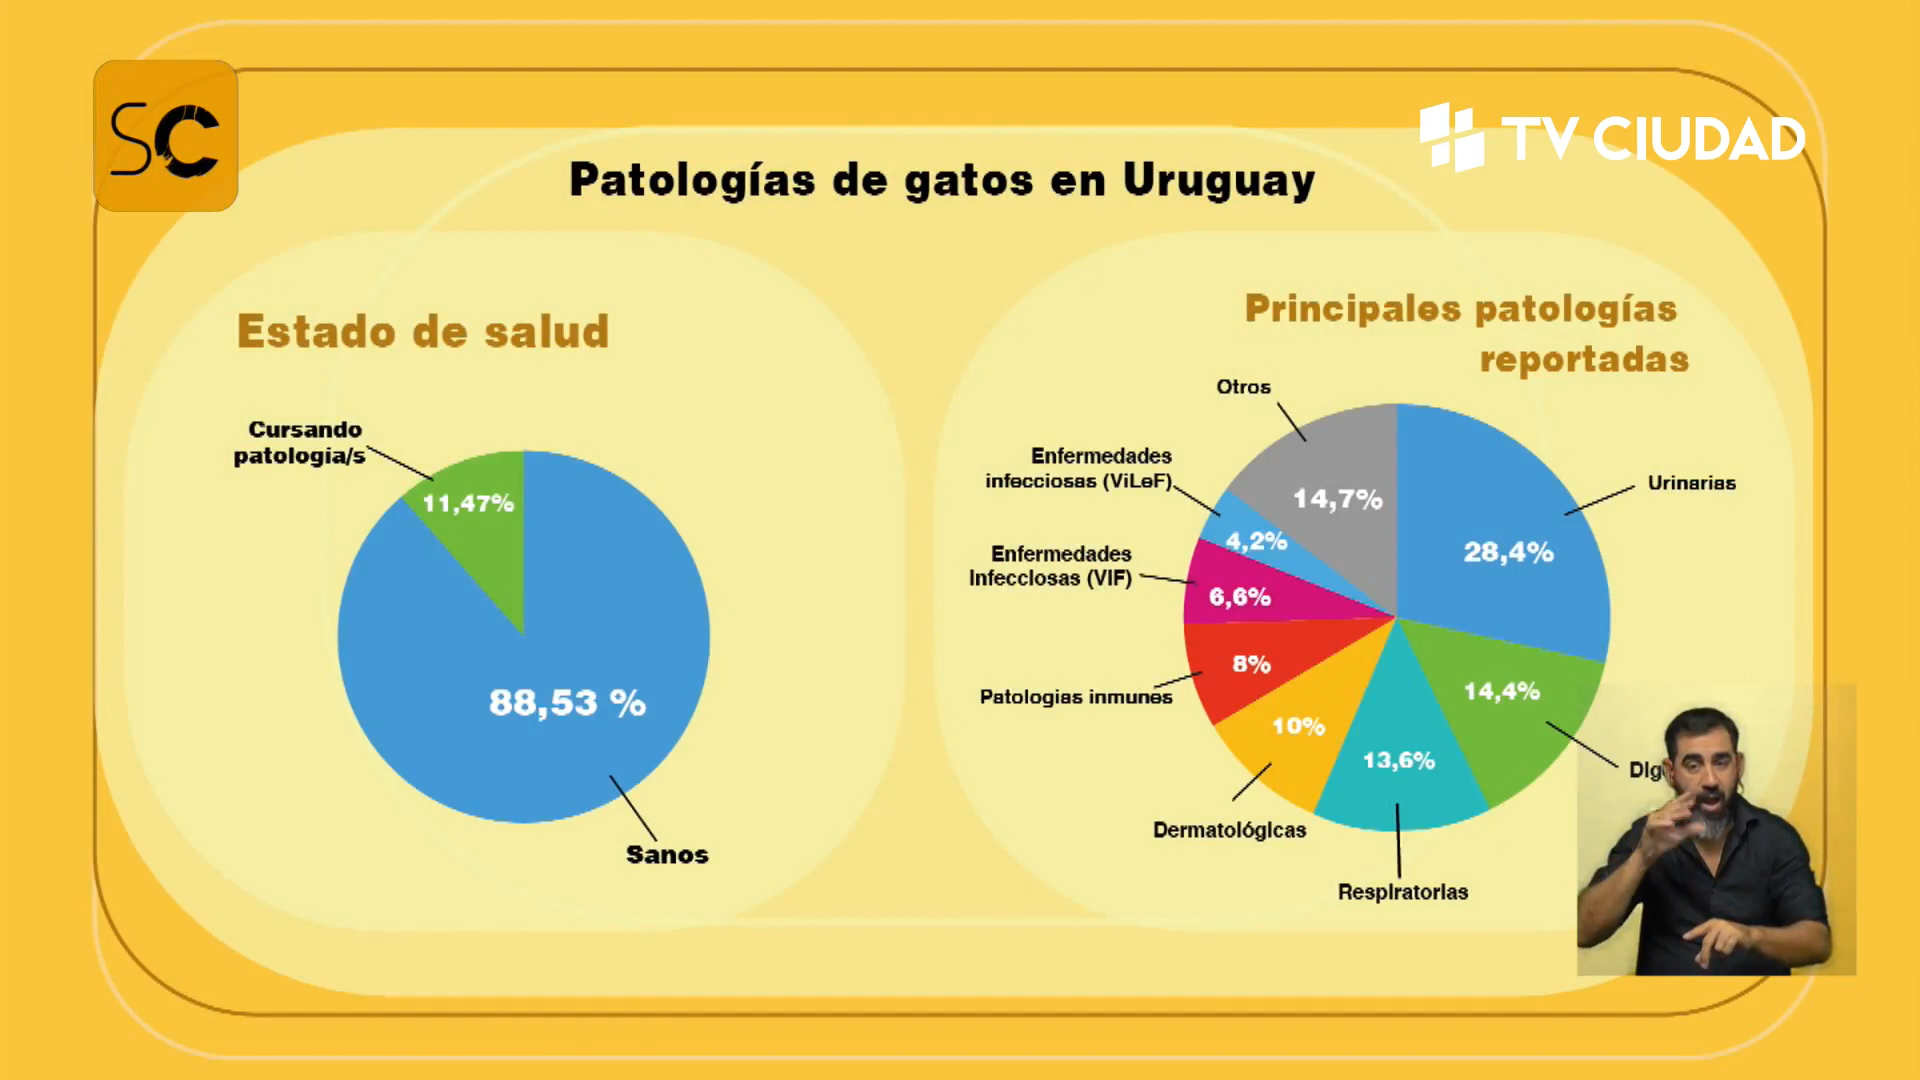 SC
TV CIUDAD
Patologías de gatos en Uruguay
Estado de salud
Cursando
patología/s
11,47%
88,53 %
Sanos
Principales patologías
reportadas
Otros
14,7%
Enfermedades
infecciosas (ViLeF)
4,2%
Enfermedades
Infecciosas (VIF)
6,6%
Patologias inmunes
8%
Dermatológicas
10%
Respiratorias
13,6%
14,4%
Urinarias
28,4%